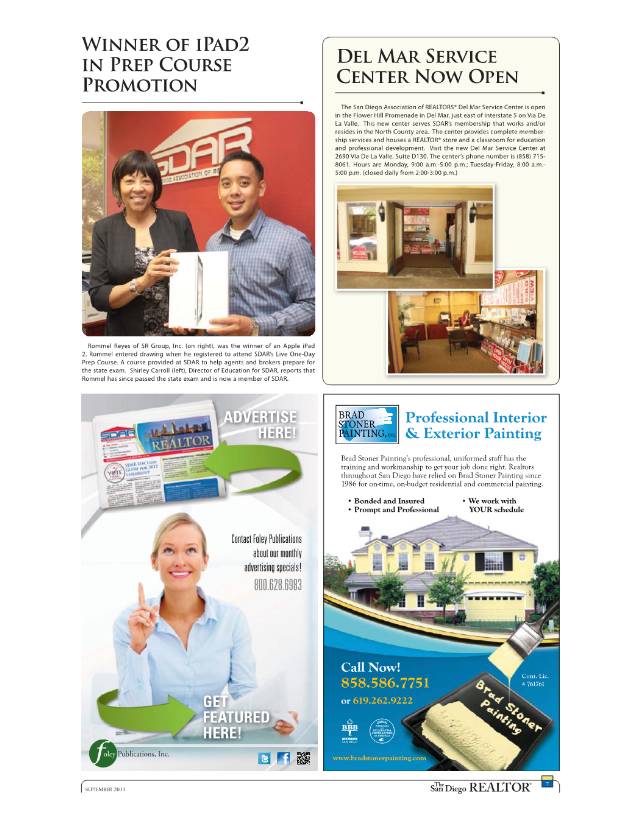 WINNER OF IPAD2
IN PREP COURSE
PROMOTION
SDAR
Rommel Reyes of SR Group, Inc. (on right), was the winner of an Apple iPad
2. Rommel entered drawing when he registered to attend SDAR's Live One-Day
Prep Course. A course provided at SDAR to help agents and brokers prepare for
the state exam. Shirley Carroll (left), Director of Education for SDAR, reports that
Rommel has since passed the state exam and is now a member of SDAR.
DEL MAR SERVICE
CENTER NOW OPEN
The San Diego Association of REALTORS® Del Mar Service Center is open
in the Flower Hill Promenade in Del Mar, just east of Interstate 5 on Via De
La Valle. This new center serves SDAR's membership that works and/or
resides in the North County area. The center provides complete member-
ship services and houses a REALTOR® store and a classroom for education
and professional development. Visit the new Del Mar Service Center at
2690 Via De La Valle, Suite D130. The center's phone number is (858) 715-
8061. Hours are Monday, 9:00 a.m.-5:00 p.m.; Tuesday-Friday, 8:00 a.m.-
5:00 p.m. (closed daily from 2:00-3:00 p.m.)
ADVERTISE
HERE!
SDAR
REALTOR
Contact Foley Publications
about our monthly
advertising specials!
800.628.6983
GET
FEATURED
HERE!
foley Publications, Inc.
BRAD
STONER
PAINTING, INC.
Professional Interior
& Exterior Painting
Brad Stoner Painting's professional, uniformed staff has the
training and workmanship to get your job done right. Realtors
throughout San Diego have relied on Brad Stoner Painting since
1986 for on-time, on-budget residential and commercial painting.
• Bonded and Insured
• Prompt and Professional
• We work with
YOUR schedule
Call Now!
858.586.7751
or 619.262.9222
Cont. Lic.
Brad Stoner
Painting
BBB
www.bradstonerpainting.com
SEPTEMBER 2011
The San Diego REALTOR®
7